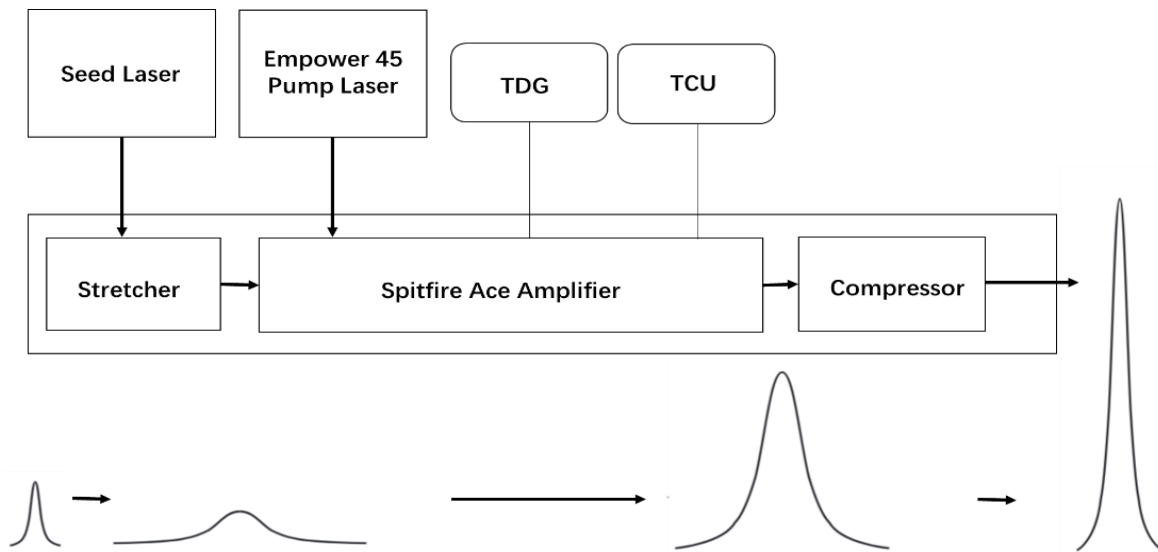 Seed Laser
Empower 45
Pump Laser
TDG
TCU
Stretcher
Spitfire Ace Amplifier
Compressor